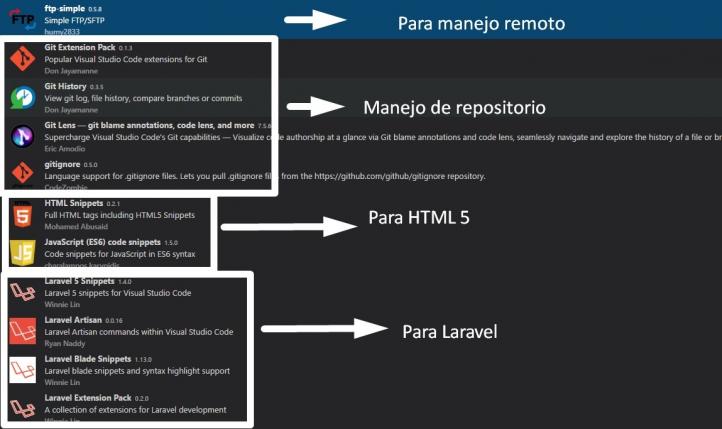 ftp-simple 0.5.8
Simple FTP/SFTP
humy2833
Para manejo remoto
Git Extension Pack 0.1.3
Popular Visual Studio Code extensions for Git
Don Jayamanne
Git History 0.3.5
View git log, file history, compare branches or commits
Don Jayamanne
Manejo de repositorio
Git Lens — git blame annotations, code lens, and more 7.5.6
Supercharge Visual Studio Code's Git capabilities — Visualize code authorship at a glance via Git blame annotations and code lens, seamlessly navigate and explore the history of a file or br
Eric Amodio
gitignore 0.5.0
Language support for .gitignore files. Lets you pull .gitignore files from the https://github.com/github/gitignore repository.
CodeZombie
HTML Snippets 0.2.1
Full HTML tags including HTML5 Snippets
Mohamed Abusaid
Para HTML 5
JavaScript (ES6) code snippets 1.5.0
Code snippets for JavaScript in ES6 syntax
charalampos karypidis
Laravel 5 Snippets 1.4.0
Laravel 5 snippets for Visual Studio Code
Winnie Lin
Laravel Artisan 0.0.16
Laravel Artisan commands within Visual Studio Code
Ryan Naddy
Para Laravel
Laravel Blade Snippets 1.13.0
Laravel blade snippets and syntax highlight support
Winnie Lin
Laravel Extension Pack 0.2.0
A collection of extensions for Laravel development
Winnie Lin